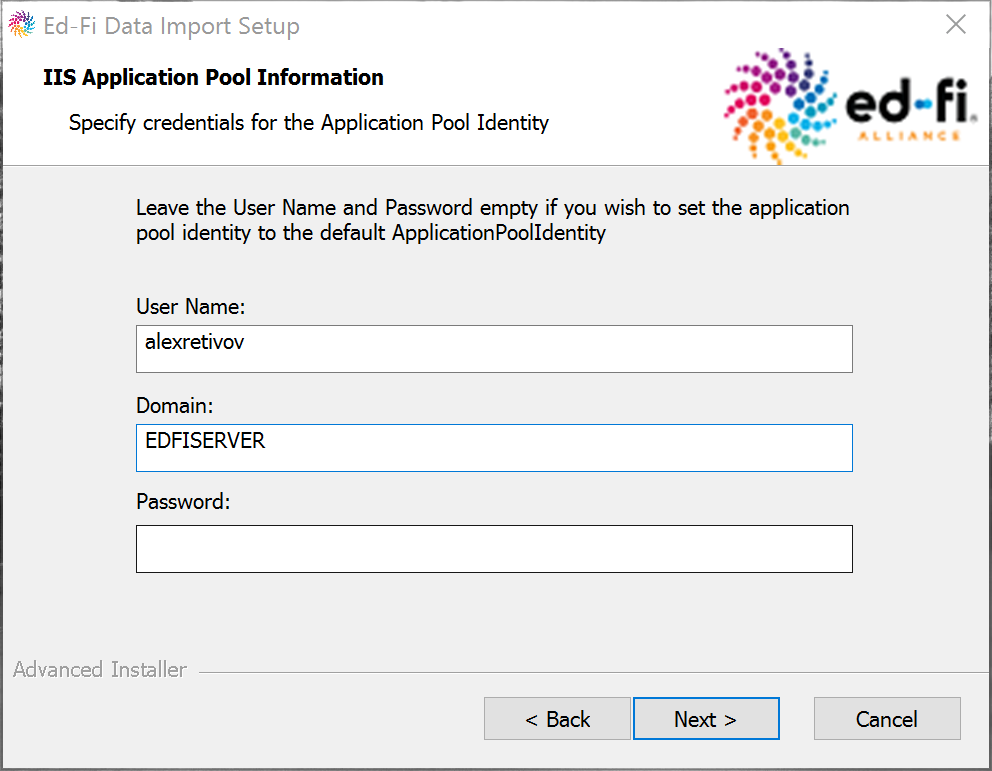 Ed-Fi Data Import Setup
IIS Application Pool Information
Specify credentials for the Application Pool Identity
ed-fi®
ALLIANCE
Leave the User Name and Password empty if you wish to set the application
pool identity to the default ApplicationPoolIdentity
User Name:
alexretivov
Domain:
EDFISERVER
Password:
Advanced Installer
< Back
Next >
Cancel